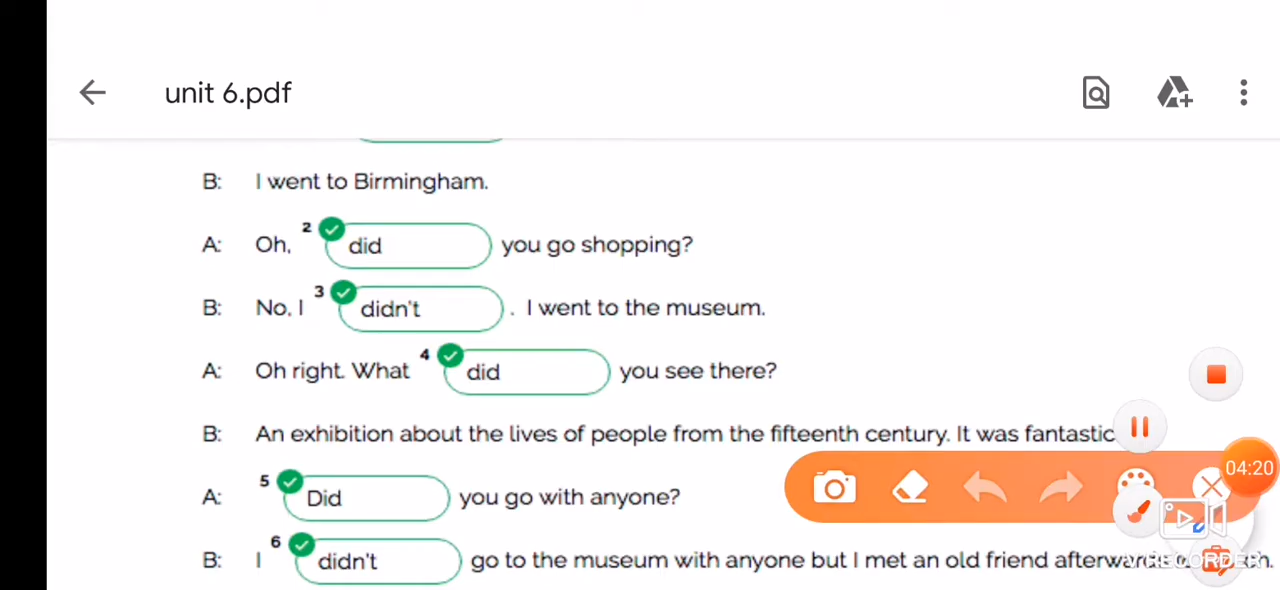 unit 6.pdf
B: I went to Birmingham.
A: Oh, 2 did you go shopping?
B: No, I 3 didn't . I went to the museum.
A: Oh right. What 4 did you see there?
B: An exhibition about the lives of people from the fifteenth century. It was fantastic
04:20
A: 5 Did you go with anyone?
B: I 6 didn't go to the museum with anyone but I met an old friend
VRECORDER